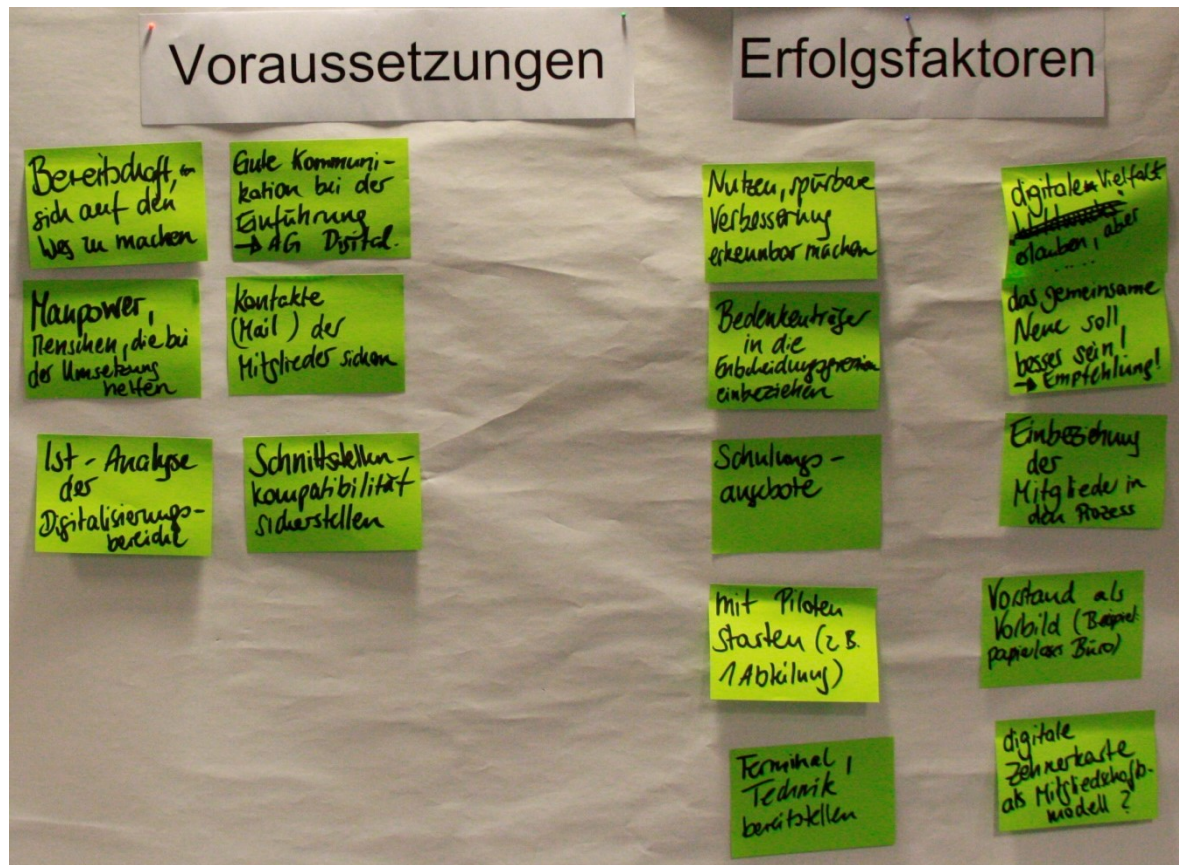 Voraussetzungen
Bereitschaft,
sich auf den
Weg zu machen
Gute Kommuni-
kation bei der
Einführung
→ AG Digital.
Manpower,
Menschen, die bei
der Umsetzung
helfen
Kontakte
(Mail) der
Mitglieder sichern
Ist-Analyse
der
Digitalisierungs-
bereiche
Schnittstellen-
kompatibilität
sicherstellen
Erfolgsfaktoren
Nutzen, spürbare
Verbesserung
erkennbar machen
digitale Vielfalt
erlauben, aber
.....
Bedenkenträger
in die
Entscheidungsgremien
einbeziehen
das gemeinsame
Neue soll
besser sein!
→ Empfehlung!
Schulungs-
angebote
Einbeziehung
der
Mitglieder in
den Prozess
mit Piloten
starten (z.B.
1 Abteilung)
Vorstand als
Vorbild (Beispiel:
papierloses Büro)
Terminal,
Technik
bereitstellen
digitale
Zehnerkarte
als Mitgliedschafts-
modell?